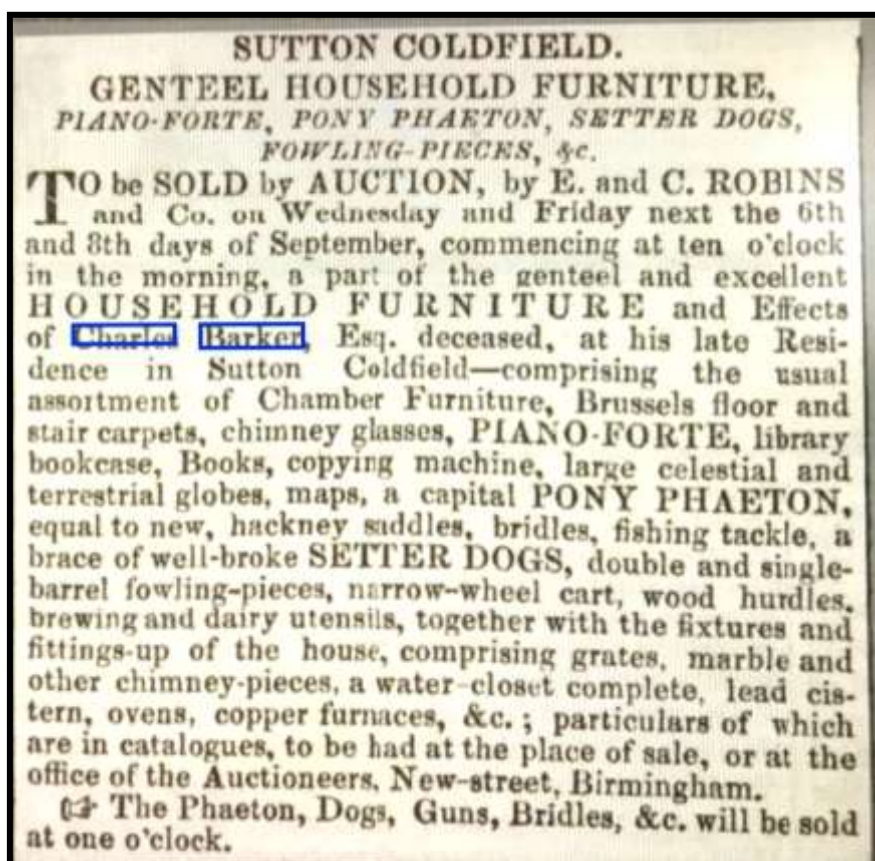 SUTTON COLDFIELD.
GENTEEL HOUSEHOLD FURNITURE,
PIANO-FORTE, PONY PHAETON, SETTER DOGS,
FOWLING-PIECES, &c.
TO be SOLD by AUCTION, by E. and C. ROBINS
and Co. on Wednesday and Friday next the 6th
and 8th days of September, commencing at ten o'clock
in the morning, a part of the genteel and excellent
HOUSEHOLD FURNITURE and Effects
of Charles Barker, Esq. deceased, at his late Resi-
dence in Sutton Coldfield—comprising the usual
assortment of Chamber Furniture, Brussels floor and
stair carpets, chimney glasses, PIANO-FORTE, library
bookcase, Books, copying machine, large celestial and
terrestrial globes, maps, a capital PONY PHAETON,
equal to new, hackney saddles, bridles, fishing tackle, a
brace of well-broke SETTER DOGS, double and single-
barrel fowling-pieces, narrow-wheel cart, wood hurdles,
brewing and dairy utensils, together with the fixtures and
fittings-up of the house, comprising grates, marble and
other chimney-pieces, a water-closet complete, lead cis-
tern, ovens, copper furnaces, &c. ; particulars of which
are in catalogues, to be had at the place of sale, or at the
office of the Auctioneers, New-street, Birmingham.
☞ The Phaeton, Dogs, Guns, Bridles, &c. will be sold
at one o'clock.